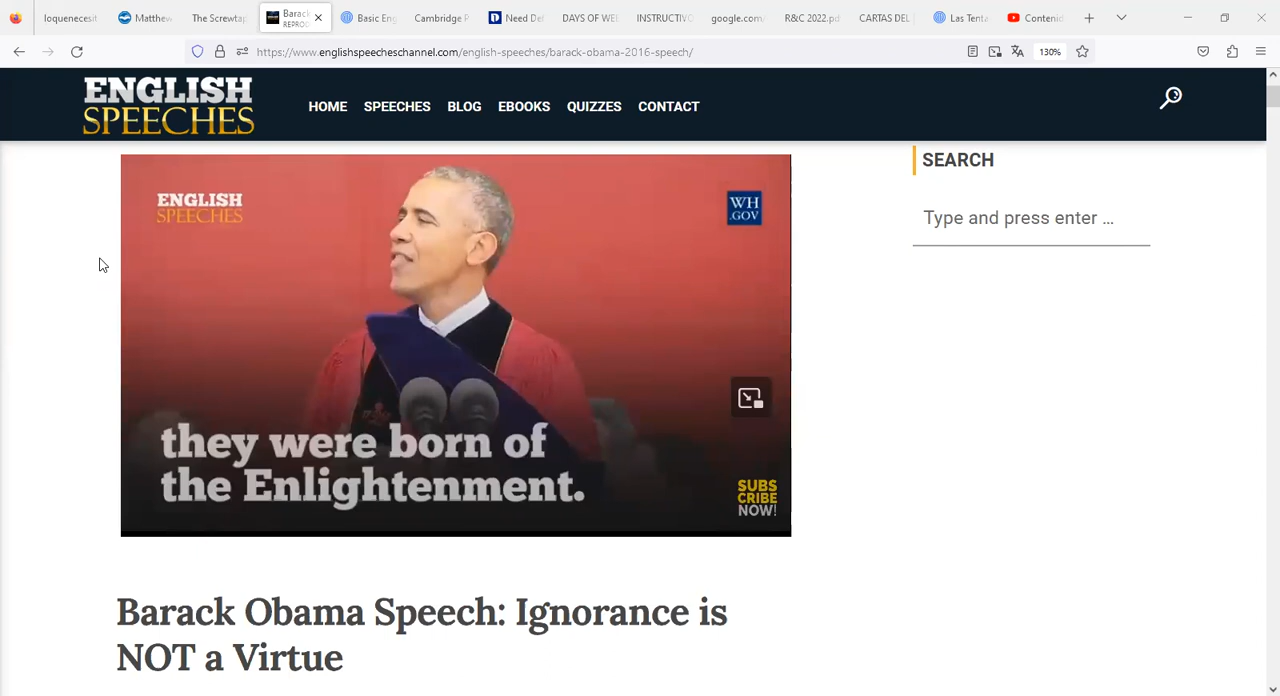 loquenecesit
Matthew
The Screwtap
Barack
REPROD
Basic Eng
Cambridge P
Need De
DAYS OF WE
INSTRUCTIV
google.com/
R&C 2022.pd
CARTAS DEL
Las Tenta
Contenid
https://www.englishspeecheschannel.com/english-speeches/barack-obama-2016-speech/
130%
ENGLISH
SPEECHES
HOME SPEECHES BLOG EBOOKS QUIZZES CONTACT
ENGLISH
SPEECHES
WH
.GOV
they were born of
the Enlightenment.
SUBS
CRIBE
NOW!
SEARCH
Type and press enter ...
Barack Obama Speech: Ignorance is
NOT a Virtue